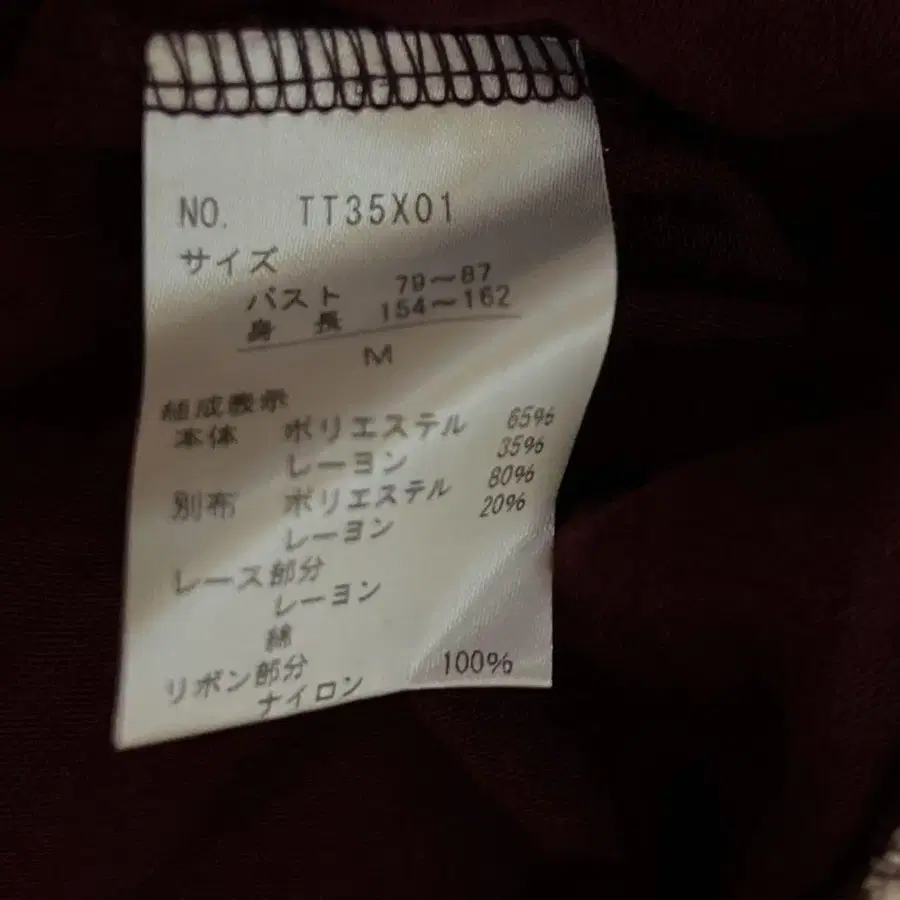 NO. TT35X01
サイズ
バスト 79～87
身長 154～162
M
組成表示
本体 ポリエステル 65%
レーヨン 35%
別布 ポリエステル 80%
レーヨン 20%
レース部分
レーヨン
綿
リボン部分
ナイロン 100%